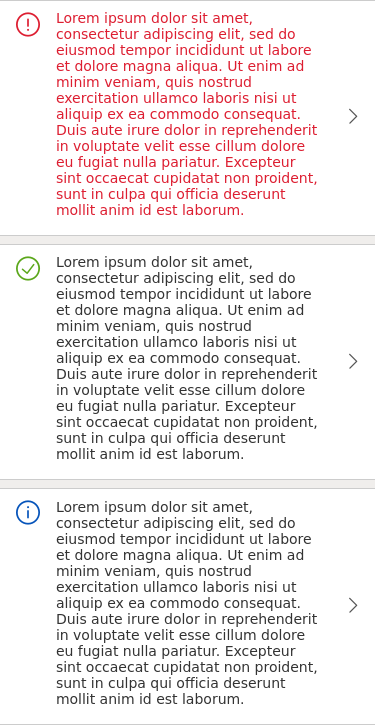 Lorem ipsum dolor sit amet,
consectetur adipiscing elit, sed do
eiusmod tempor incididunt ut labore
et dolore magna aliqua. Ut enim ad
minim veniam, quis nostrud
exercitation ullamco laboris nisi ut
aliquip ex ea commodo consequat.
Duis aute irure dolor in reprehenderit
in voluptate velit esse cillum dolore
eu fugiat nulla pariatur. Excepteur
sint occaecat cupidatat non proident,
sunt in culpa qui officia deserunt
mollit anim id est laborum.
Lorem ipsum dolor sit amet,
consectetur adipiscing elit, sed do
eiusmod tempor incididunt ut labore
et dolore magna aliqua. Ut enim ad
minim veniam, quis nostrud
exercitation ullamco laboris nisi ut
aliquip ex ea commodo consequat.
Duis aute irure dolor in reprehenderit
in voluptate velit esse cillum dolore
eu fugiat nulla pariatur. Excepteur
sint occaecat cupidatat non proident,
sunt in culpa qui officia deserunt
mollit anim id est laborum.
Lorem ipsum dolor sit amet,
consectetur adipiscing elit, sed do
eiusmod tempor incididunt ut labore
et dolore magna aliqua. Ut enim ad
minim veniam, quis nostrud
exercitation ullamco laboris nisi ut
aliquip ex ea commodo consequat.
Duis aute irure dolor in reprehenderit
in voluptate velit esse cillum dolore
eu fugiat nulla pariatur. Excepteur
sint occaecat cupidatat non proident,
sunt in culpa qui officia deserunt
mollit anim id est laborum.